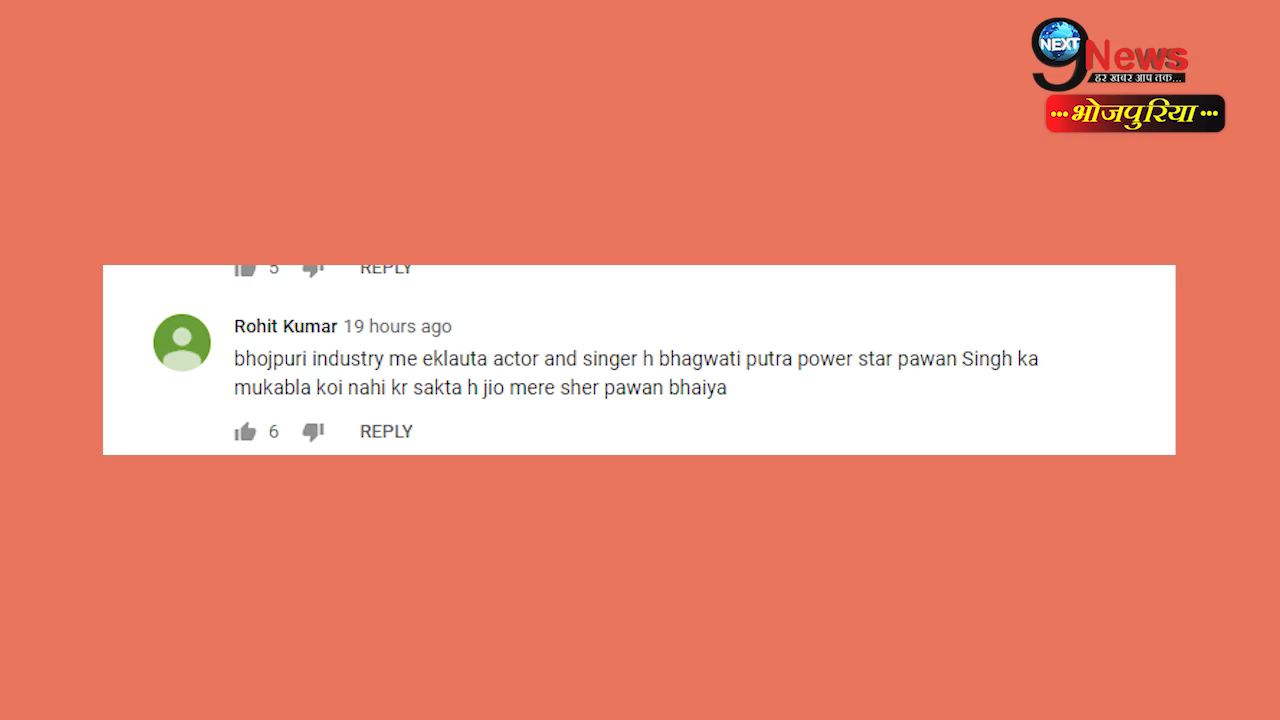 NEXT
9 News
हर खबर आप तक...
...भोजपुरिया...
5 REPLY
Rohit Kumar 19 hours ago
bhojpuri industry me eklauta actor and singer h bhagwati putra power star pawan Singh ka
mukabla koi nahi kr sakta h jio mere sher pawan bhaiya
6 REPLY